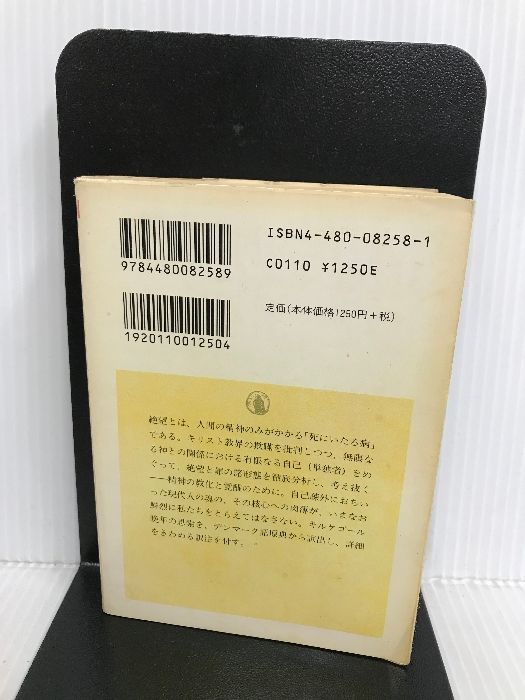 ISBN4-480-08258-1
9784480082589
C0110 ¥1250E
1920110012504
定価(本体価格1250円+税)
絶望とは、人間の精神のみがかかる「死にいたる病」
である。キリスト教界の欺瞞を批判しつつ、無限な
る神との関係における有限なる自己(単独者)をめ
ぐって、絶望と罪の諸形態を徹底分析し、考え抜く
——精神の教化と覚醒のために。自己疎外におちい
った現代人の魂の、その核心への肉薄が、いまなお
鮮烈に私たちをとらえてはなさない。キルケゴール
晩年の思索を、デンマーク語原典から訳出し、詳細
をきわめる訳注を付す。